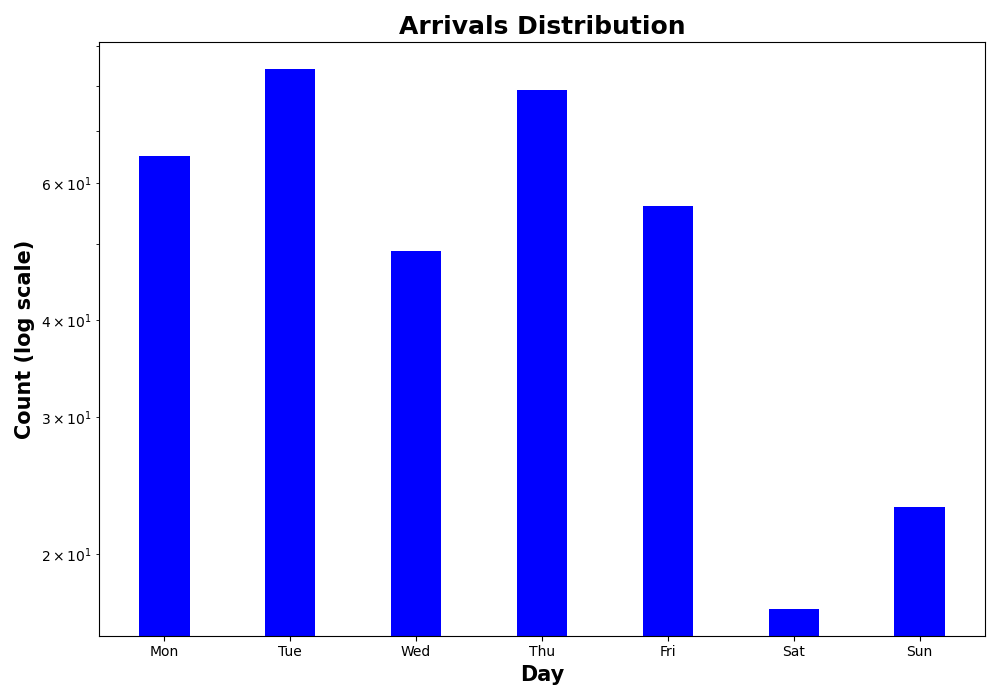 Arrivals Distribution
Count (log scale)
6 × 10¹
4 × 10¹
3 × 10¹
2 × 10¹
Mon Tue Wed Thu Fri Sat Sun
Day